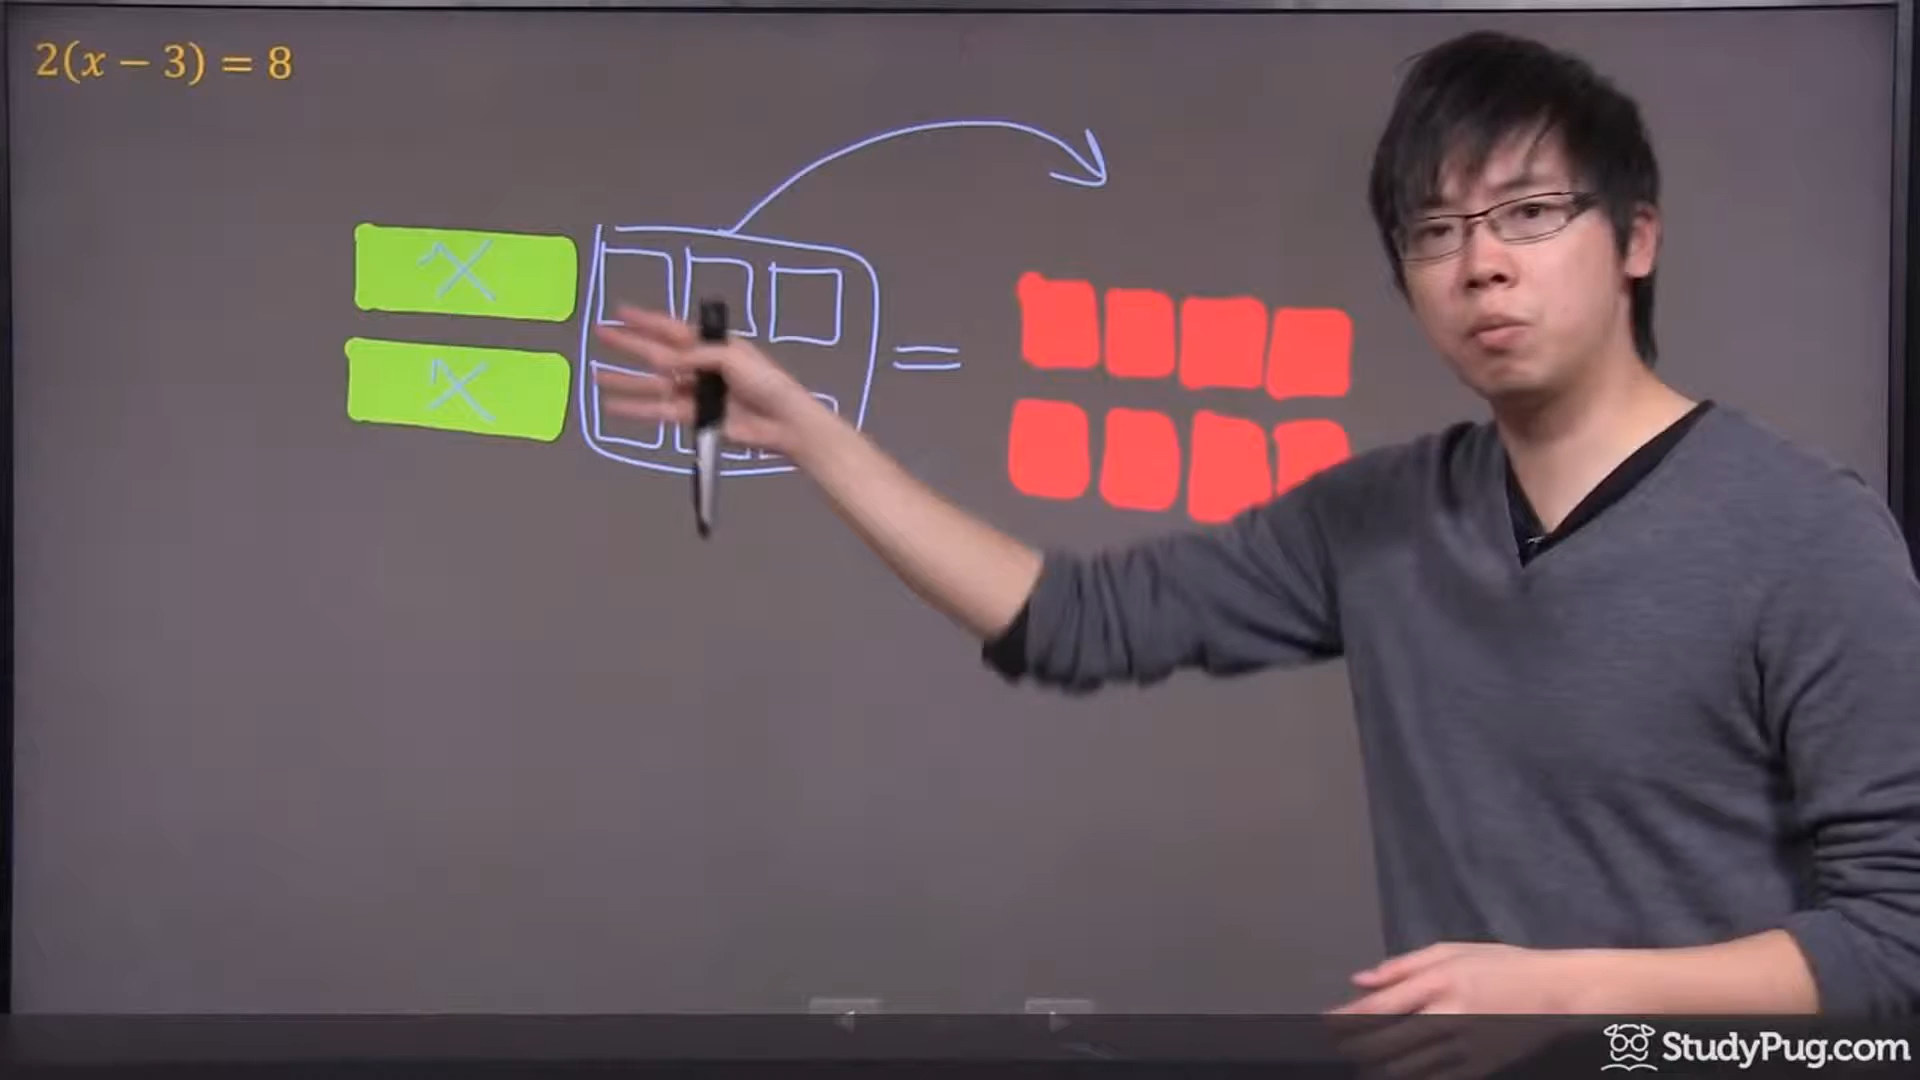 2(x − 3) = 8
x
x
=
StudyPug.com